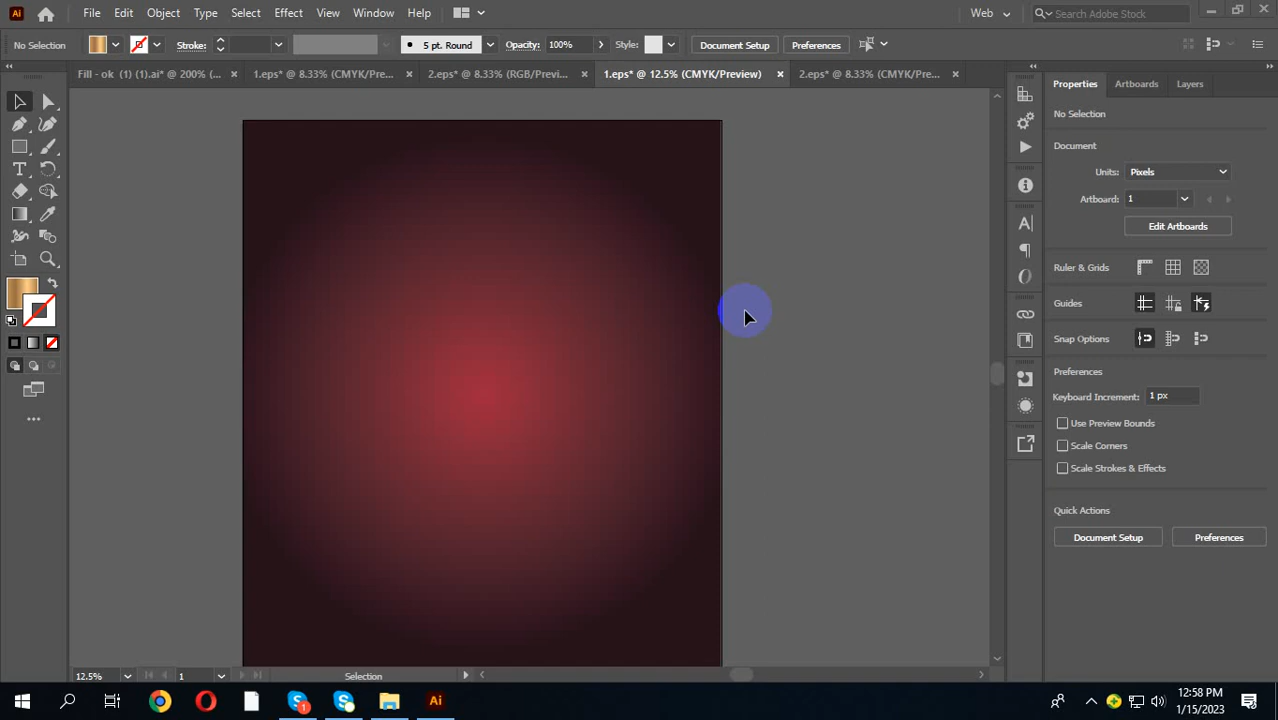 Ai File Edit Object Type Select Effect View Window Help Web Search Adobe Stock
No Selection Stroke: 5 pt. Round Opacity: 100% Style: Document Setup Preferences
Fill - ok (1) (1).ai* @ 200% (... 1.eps* @ 8.33% (CMYK/Pre... 2.eps* @ 8.33% (RGB/Previ... 1.eps* @ 12.5% (CMYK/Preview) 2.eps* @ 8.33% (CMYK/Pre...
Properties Artboards Layers
No Selection
Document
Units: Pixels
Artboard: 1
Edit Artboards
Ruler & Grids
Guides
Snap Options
Preferences
Keyboard Increment: 1 px
Use Preview Bounds
Scale Corners
Scale Strokes & Effects
Quick Actions
Document Setup Preferences
12.5% 1 Selection
1 Ai 12:58 PM
1/15/2023